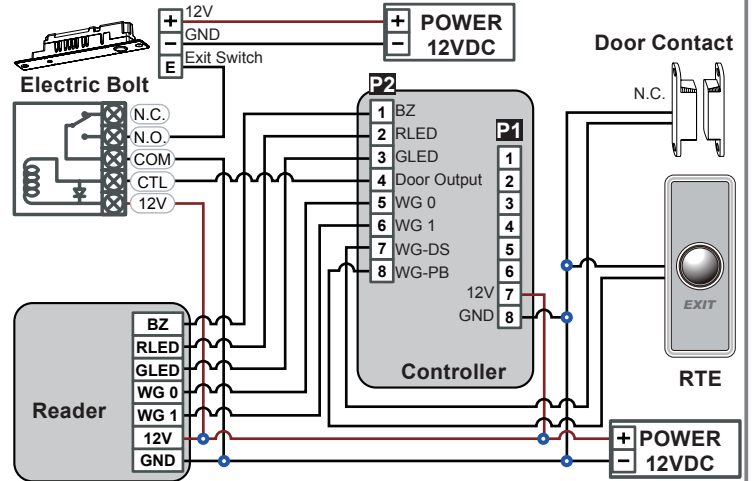 + 12V
- GND
E Exit Switch
+ POWER
- 12VDC
Electric Bolt
N.C.
N.O.
COM
CTL
12V
P2
1 BZ
2 RLED
3 GLED
4 Door Output
5 WG 0
6 WG 1
7 WG-DS
8 WG-PB
P1
1
2
3
4
5
6
12V 7
GND 8
Controller
Door Contact
N.C.
EXIT
RTE
Reader
BZ
RLED
GLED
WG 0
WG 1
12V
GND
+ POWER
- 12VDC